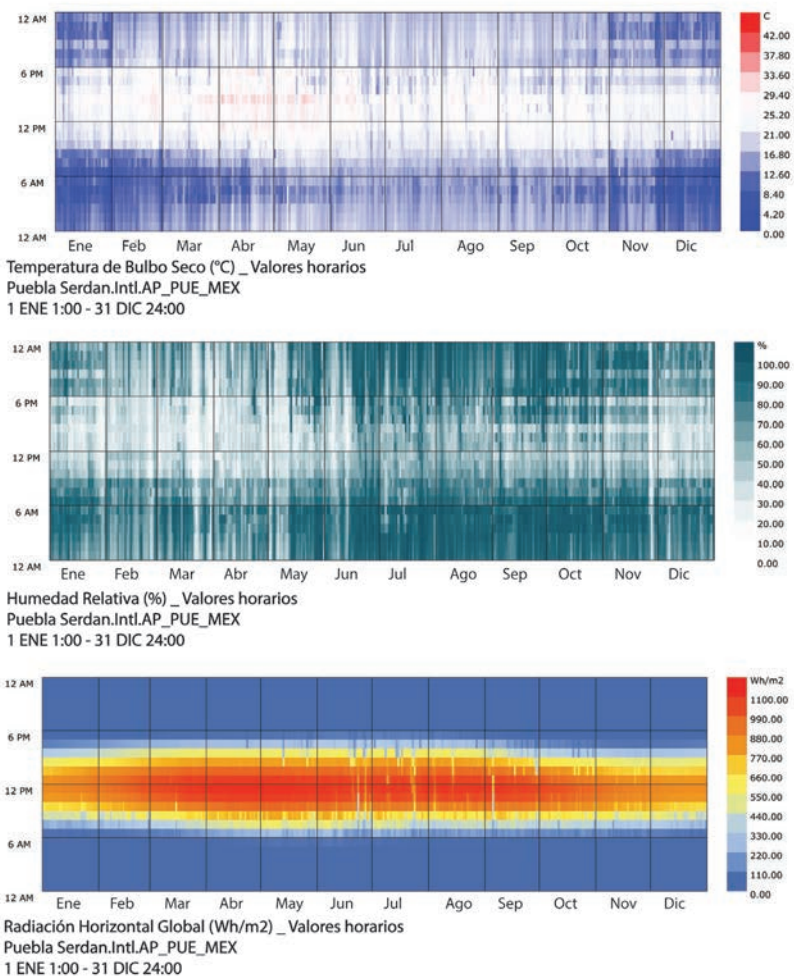 12 AM
6 PM
12 PM
6 AM
12 AM
C
42.00
37.80
33.60
29.40
25.20
21.00
16.80
12.60
8.40
4.20
0.00
Ene Feb Mar Abr May Jun Jul Ago Sep Oct Nov Dic
Temperatura de Bulbo Seco (°C) _ Valores horarios
Puebla Serdan.Intl.AP_PUE_MEX
1 ENE 1:00 - 31 DIC 24:00
12 AM
6 PM
12 PM
6 AM
12 AM
%
100.00
90.00
80.00
70.00
60.00
50.00
40.00
30.00
20.00
10.00
0.00
Ene Feb Mar Abr May Jun Jul Ago Sep Oct Nov Dic
Humedad Relativa (%) _ Valores horarios
Puebla Serdan.Intl.AP_PUE_MEX
1 ENE 1:00 - 31 DIC 24:00
12 AM
6 PM
12 PM
6 AM
12 AM
Wh/m2
1100.00
990.00
880.00
770.00
660.00
550.00
440.00
330.00
220.00
110.00
0.00
Ene Feb Mar Abr May Jul Ago Sep Oct Nov Dic
Radiación Horizontal Global (Wh/m2) _ Valores horarios
Puebla Serdan.Intl.AP_PUE_MEX
1 ENE 1:00 - 31 DIC 24:00